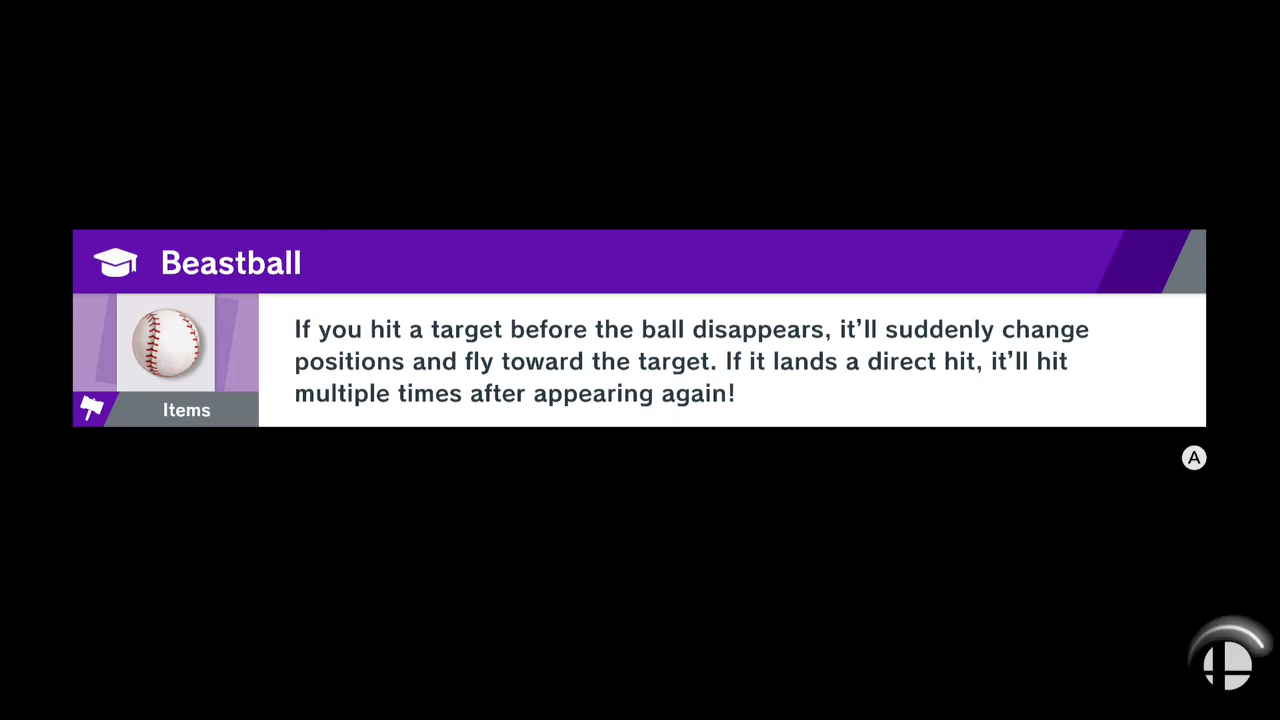 Beastball
If you hit a target before the ball disappears, it’ll suddenly change
positions and fly toward the target. If it lands a direct hit, it’ll hit
multiple times after appearing again!
Items
A